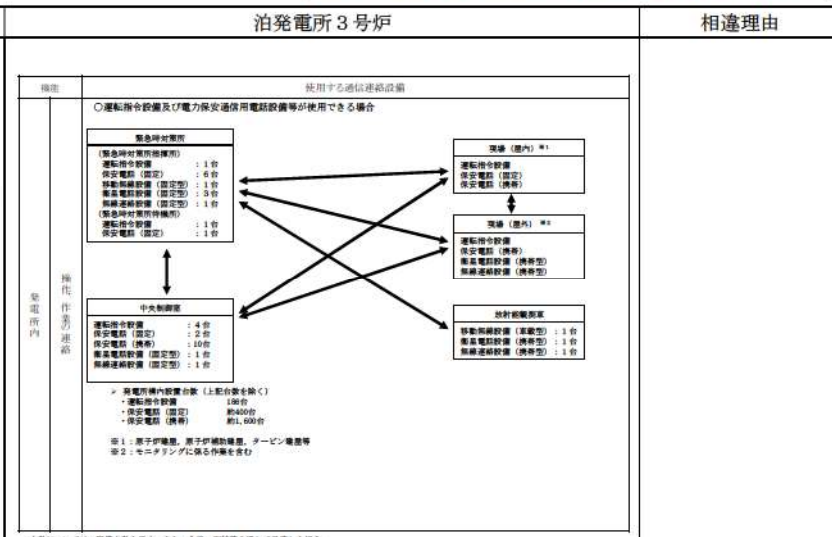 泊発電所３号炉
相違理由
機能
使用する通信連絡設備
○運転指令設備及び電力保安通信用電話設備等が使用できる場合
緊急時対策所
（緊急時対策所指揮所）
運転指令設備 ：１台
保安電話（固定） ：６台
移動無線設備（固定型）：１台
衛星電話設備（固定型）：３台
無線連絡設備（固定型）：１台
（緊急時対策所待機所）
運転指令設備 ：１台
保安電話（固定） ：１台
現場（屋内）※1
運転指令設備
保安電話（固定）
保安電話（携帯）
現場（屋外）※2
運転指令設備
保安電話（携帯）
衛星電話設備（携帯型）
無線連絡設備（携帯型）
発電所内
操作、作業の連絡
中央制御室
運転指令設備 ：４台
保安電話（固定） ：２台
保安電話（携帯） ：10台
衛星電話設備（固定型）：１台
無線連絡設備（固定型）：１台
放射能観測車
移動無線設備（車載型）：１台
衛星電話設備（携帯型）：１台
無線連絡設備（携帯型）：１台
➢ 発電所構内設置台数（上記台数を除く）
・運転指令設備 186台
・保安電話（固定） 約400台
・保安電話（携帯） 約1,600台
※１：原子炉建屋，原子炉補助建屋，タービン建屋等
※２：モニタリングに係る作業を含む